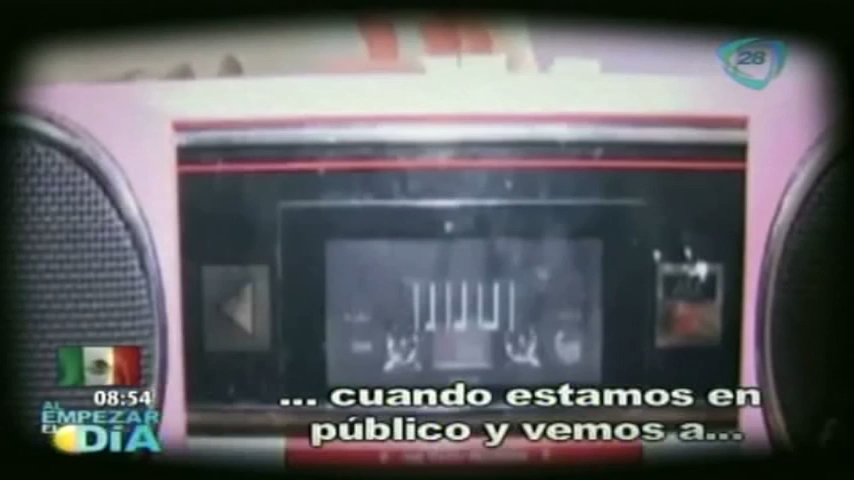 28
... cuando estamos en
público y vemos a...
08:54
AL
EMPEZAR
EL DÍA